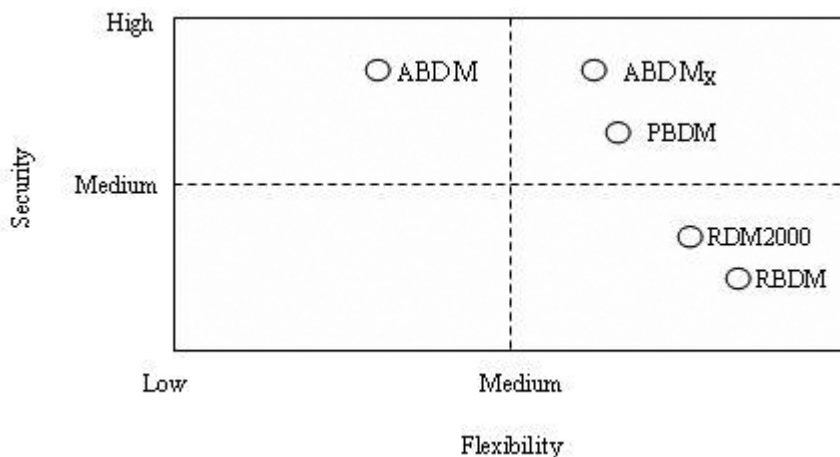 High
ABDM
ABDMx
PBDM
Security
Medium
RDM2000
RBDM
Low
Medium
Flexibility